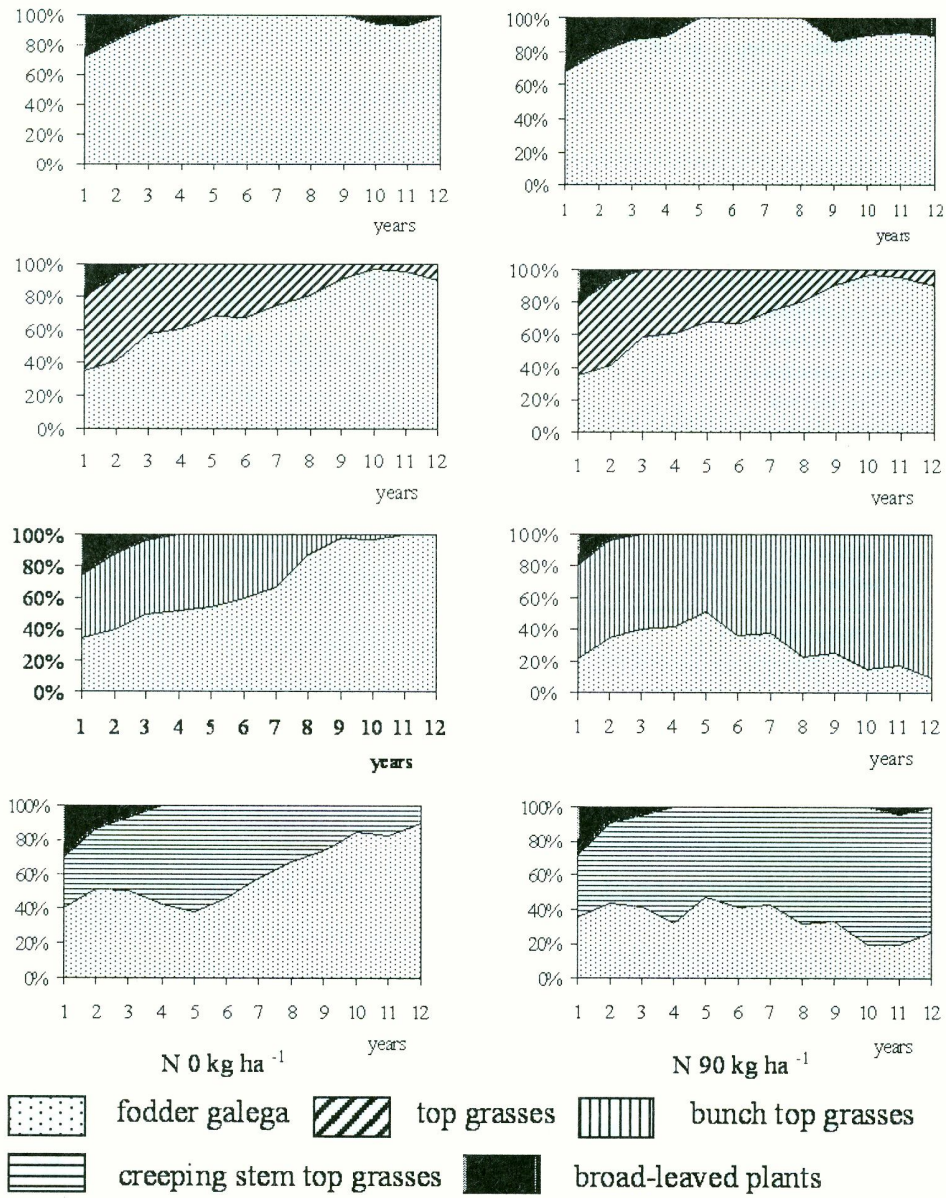 100%
80%
60%
40%
20%
0%
1 2 3 4 5 6 7 8 9 10 11 12
years
100%
80%
60%
40%
20%
0%
1 2 3 4 5 6 7 8 9 10 11 12
years
100%
80%
60%
40%
20%
0%
1 2 3 4 5 6 7 8 9 10 11 12
years
100%
80%
60%
40%
20%
0%
1 2 3 4 5 6 7 8 9 10 11 12
years
100%
80%
60%
40%
20%
0%
1 2 3 4 5 6 7 8 9 10 11 12
years
100%
80%
60%
40%
20%
0%
1 2 3 4 5 6 7 8 9 10 11 12
years
100%
80%
60%
40%
20%
0%
1 2 3 4 5 6 7 8 9 10 11 12
years
100%
80%
60%
40%
20%
0%
1 2 3 4 5 6 7 8 9 10 11 12
years
N 0 kg ha ⁻¹
N 90 kg ha ⁻¹
fodder galega
top grasses
bunch top grasses
creeping stem top grasses
broad-leaved plants